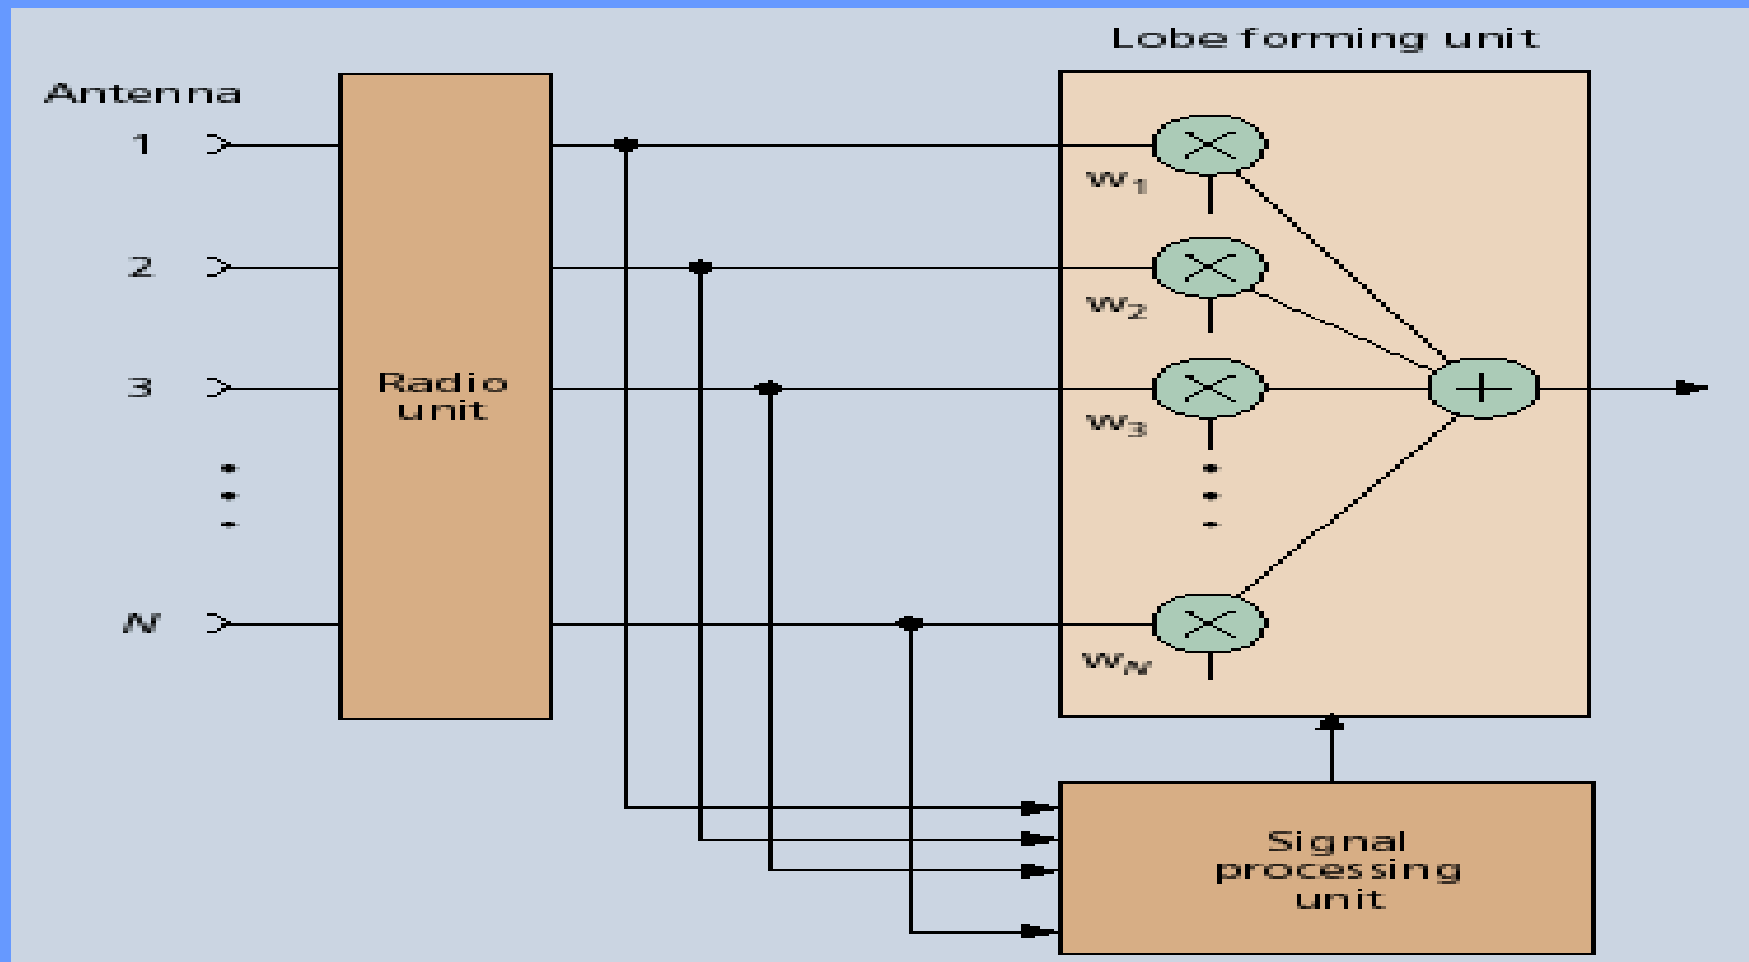 Lobe forming unit
Antenna
1
w1
2
w2
3
Radio
unit
w3
N
wN
Signal
processing
unit